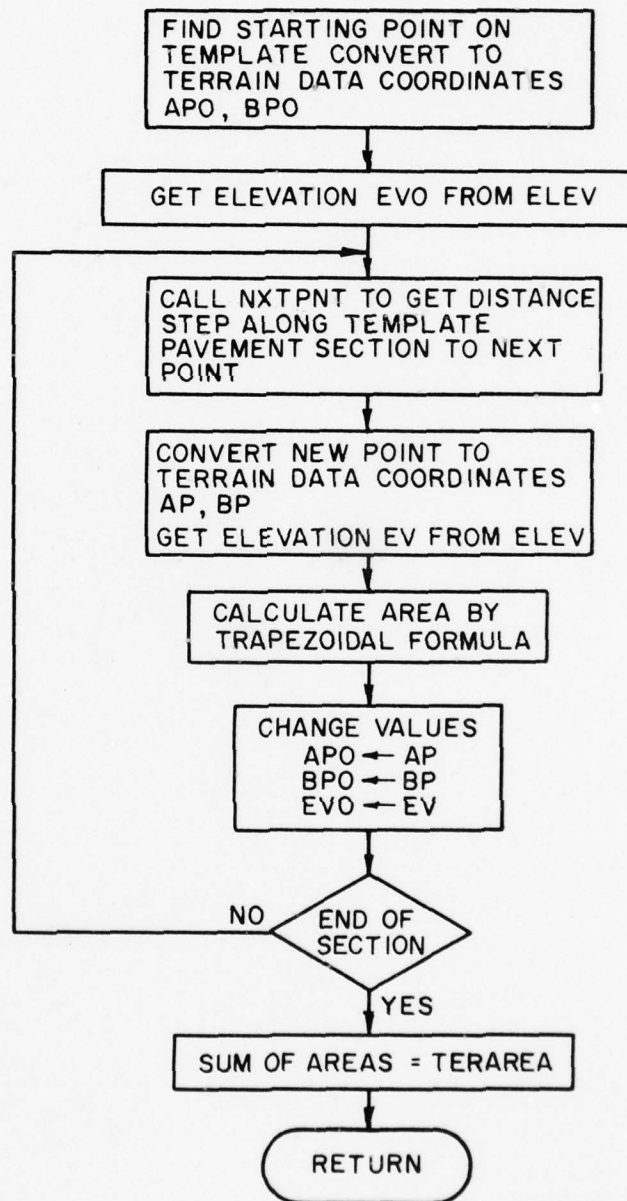 FIND STARTING POINT ON
TEMPLATE CONVERT TO
TERRAIN DATA COORDINATES
APO, BPO
GET ELEVATION EVO FROM ELEV
CALL NXTPNT TO GET DISTANCE
STEP ALONG TEMPLATE
PAVEMENT SECTION TO NEXT
POINT
CONVERT NEW POINT TO
TERRAIN DATA COORDINATES
AP, BP
GET ELEVATION EV FROM ELEV
CALCULATE AREA BY
TRAPEZOIDAL FORMULA
CHANGE VALUES
APO ← AP
BPO ← BP
EVO ← EV
NO
END OF
SECTION
YES
SUM OF AREAS = TERAREA
RETURN